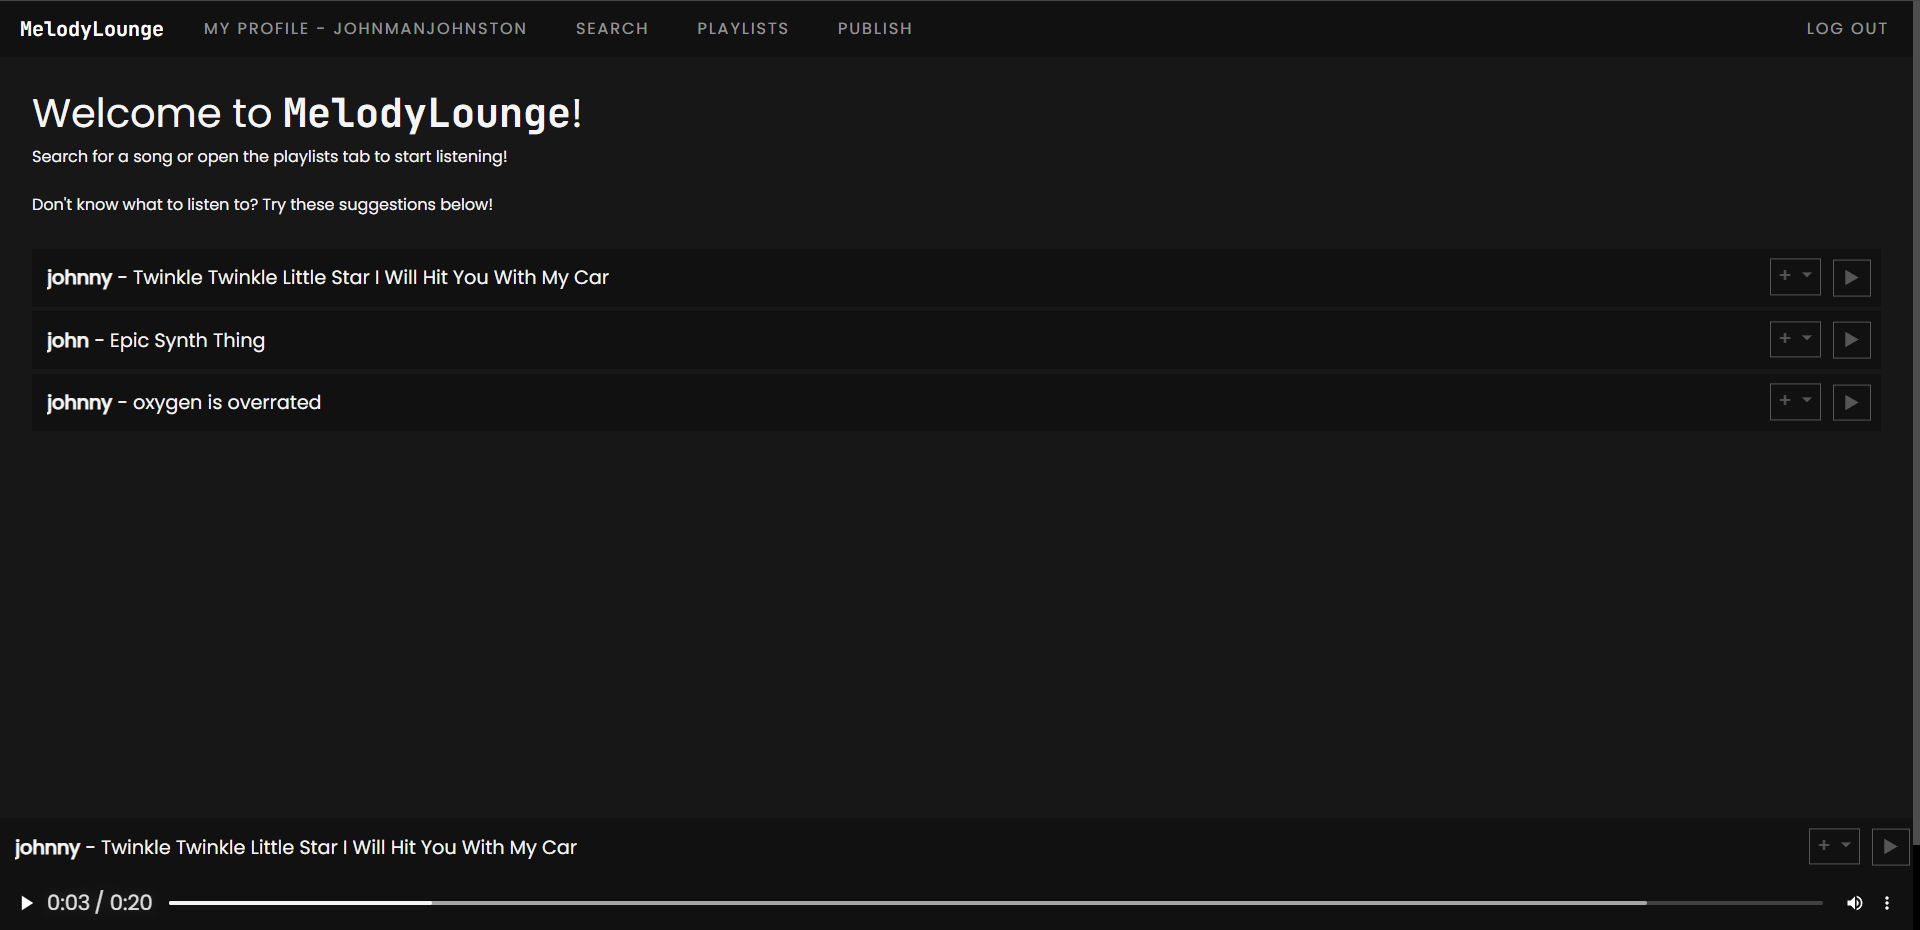 MelodyLounge MY PROFILE - JOHNMANJOHNSTON SEARCH PLAYLISTS PUBLISH LOG OUT
Welcome to MelodyLounge!
Search for a song or open the playlists tab to start listening!
Don't know what to listen to? Try these suggestions below!
johnny - Twinkle Twinkle Little Star I Will Hit You With My Car +
john - Epic Synth Thing +
johnny - oxygen is overrated +
johnny - Twinkle Twinkle Little Star I Will Hit You With My Car +
0:03 / 0:20